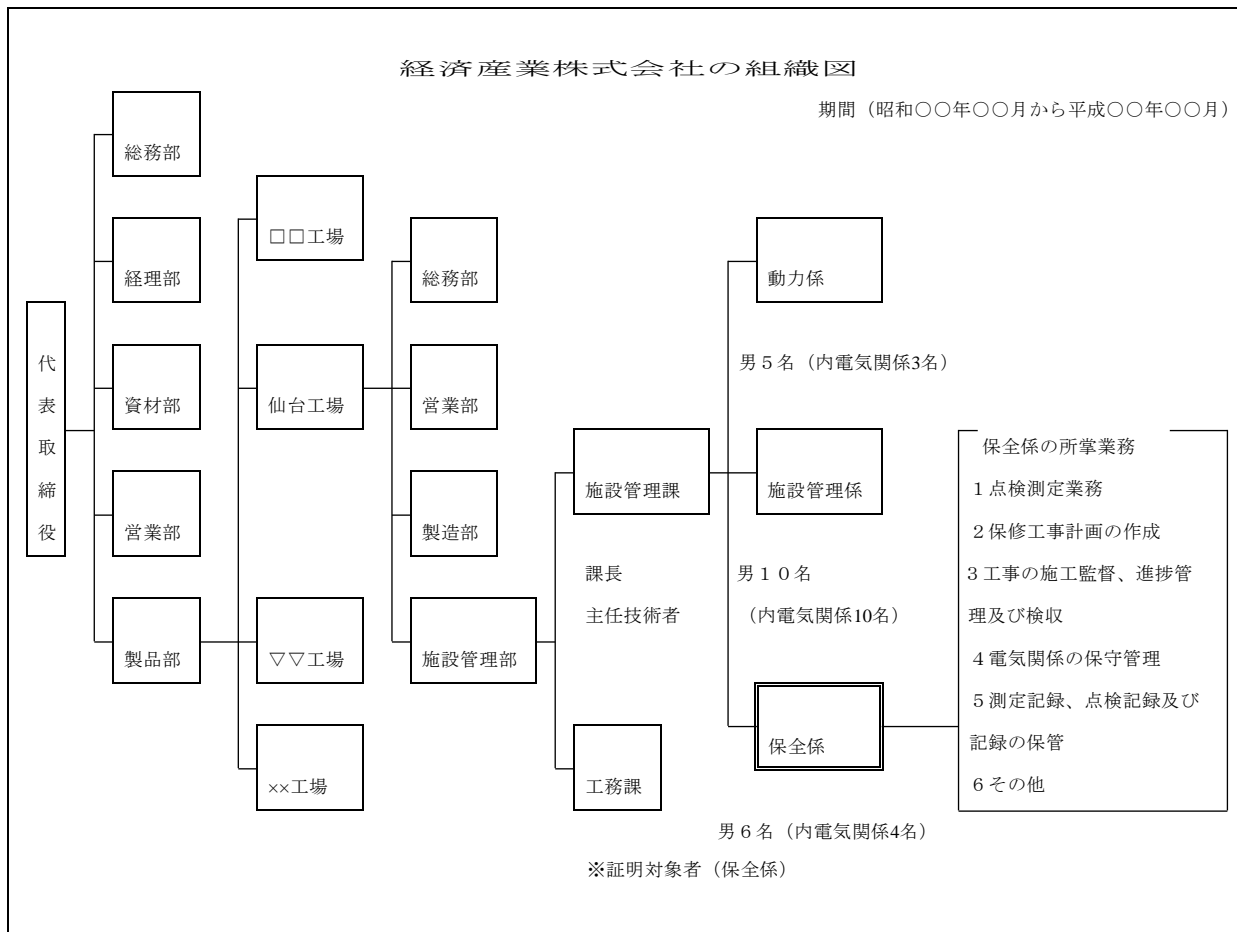 経済産業株式会社の組織図
期間（昭和○○年○○月から平成○○年○○月）
代表取締役
総務部
経理部
資材部
営業部
製品部
□□工場
仙台工場
▽▽工場
××工場
総務部
営業部
製造部
施設管理部
施設管理課
課長
主任技術者
工務課
動力係
男５名（内電気関係3名）
施設管理係
男１０名
（内電気関係10名）
保全係
男６名（内電気関係4名）
※証明対象者（保全係）
保全係の所掌業務
１点検測定業務
２保修工事計画の作成
３工事の施工監督、進捗管
理及び検収
４電気関係の保守管理
５測定記録、点検記録及び
記録の保管
６その他